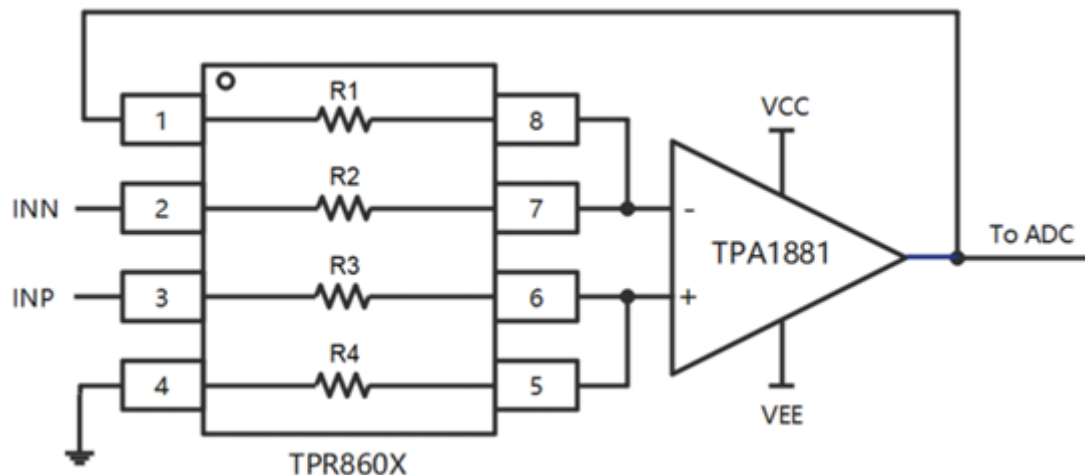 VCC
R1
1
8
INN
2
R2
7
-
TPA1881
To ADC
INP
3
R3
6
+
4
R4
5
VEE
TPR860X